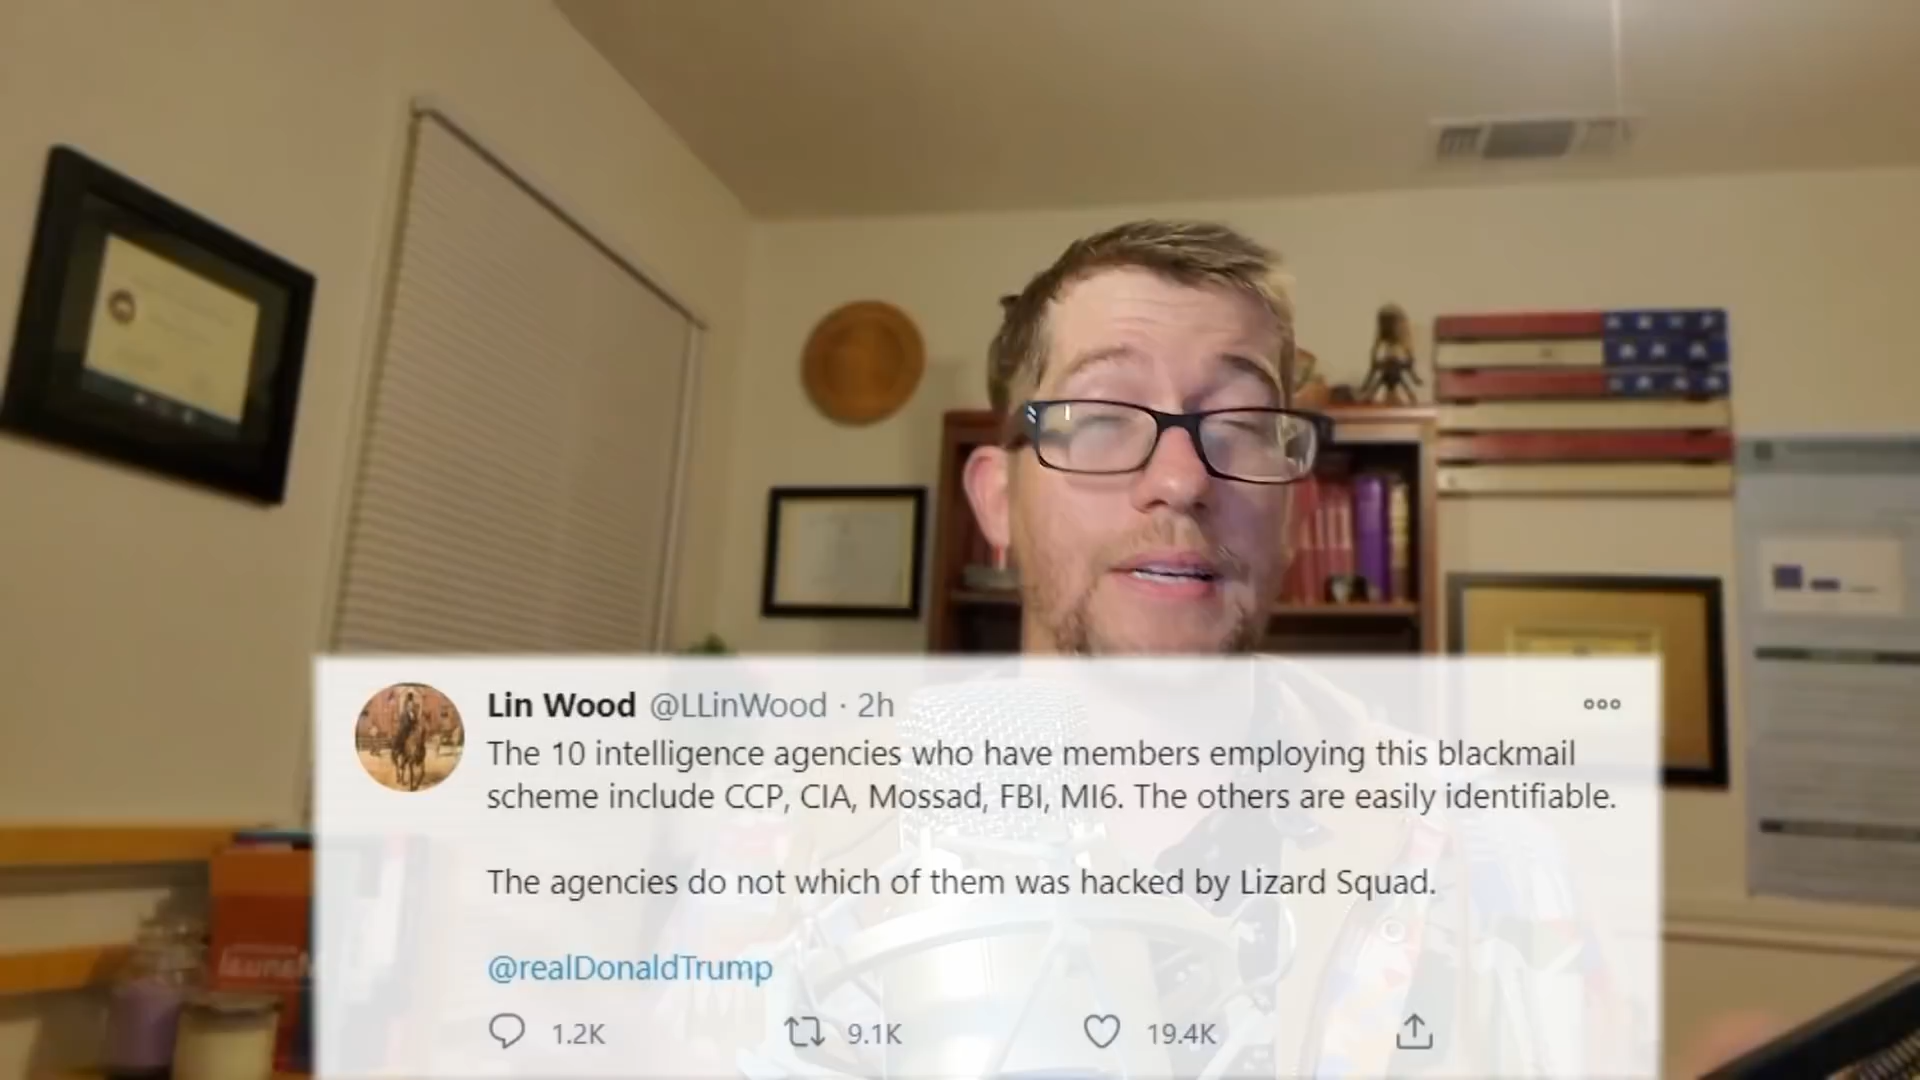 Lin Wood @LLinWood · 2h
The 10 intelligence agencies who have members employing this blackmail
scheme include CCP, CIA, Mossad, FBI, MI6. The others are easily identifiable.
The agencies do not which of them was hacked by Lizard Squad.
@realDonaldTrump
1.2K 9.1K 19.4K